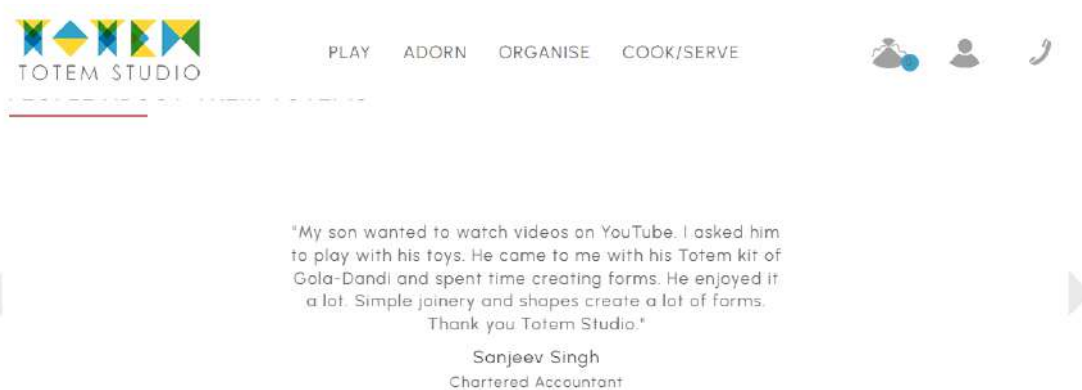 TOTEM STUDIO
PLAY ADORN ORGANISE COOK/SERVE
"My son wanted to watch videos on YouTube. I asked him
to play with his toys. He came to me with his Totem kit of
Gola-Dandi and spent time creating forms. He enjoyed it
a lot. Simple joinery and shapes create a lot of forms.
Thank you Totem Studio."
Sanjeev Singh
Chartered Accountant